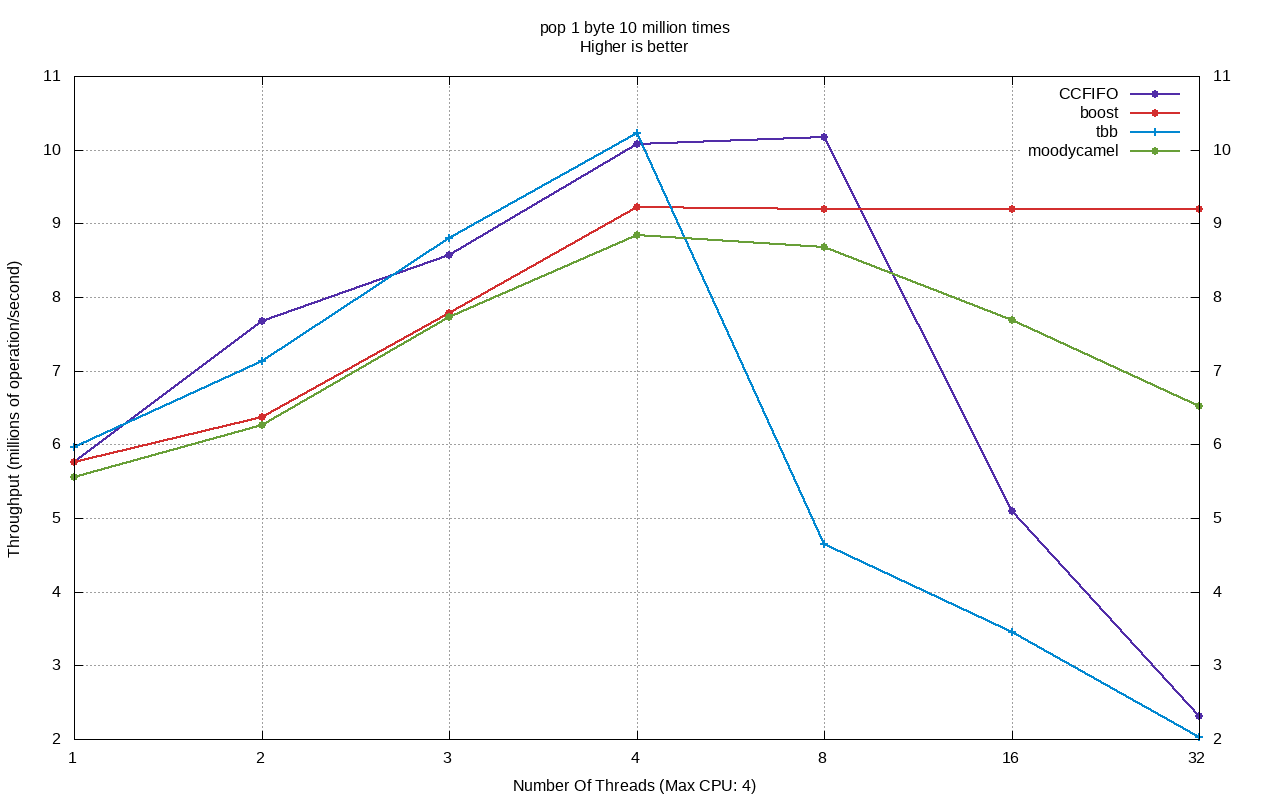 pop 1 byte 10 million times
Higher is better
CCFIFO
boost
tbb
moodycamel
Throughput (millions of operation/second)
11
10
9
8
7
6
5
4
3
2
11
10
9
8
7
6
5
4
3
2
1 2 3 4 8 16 32
Number Of Threads (Max CPU: 4)